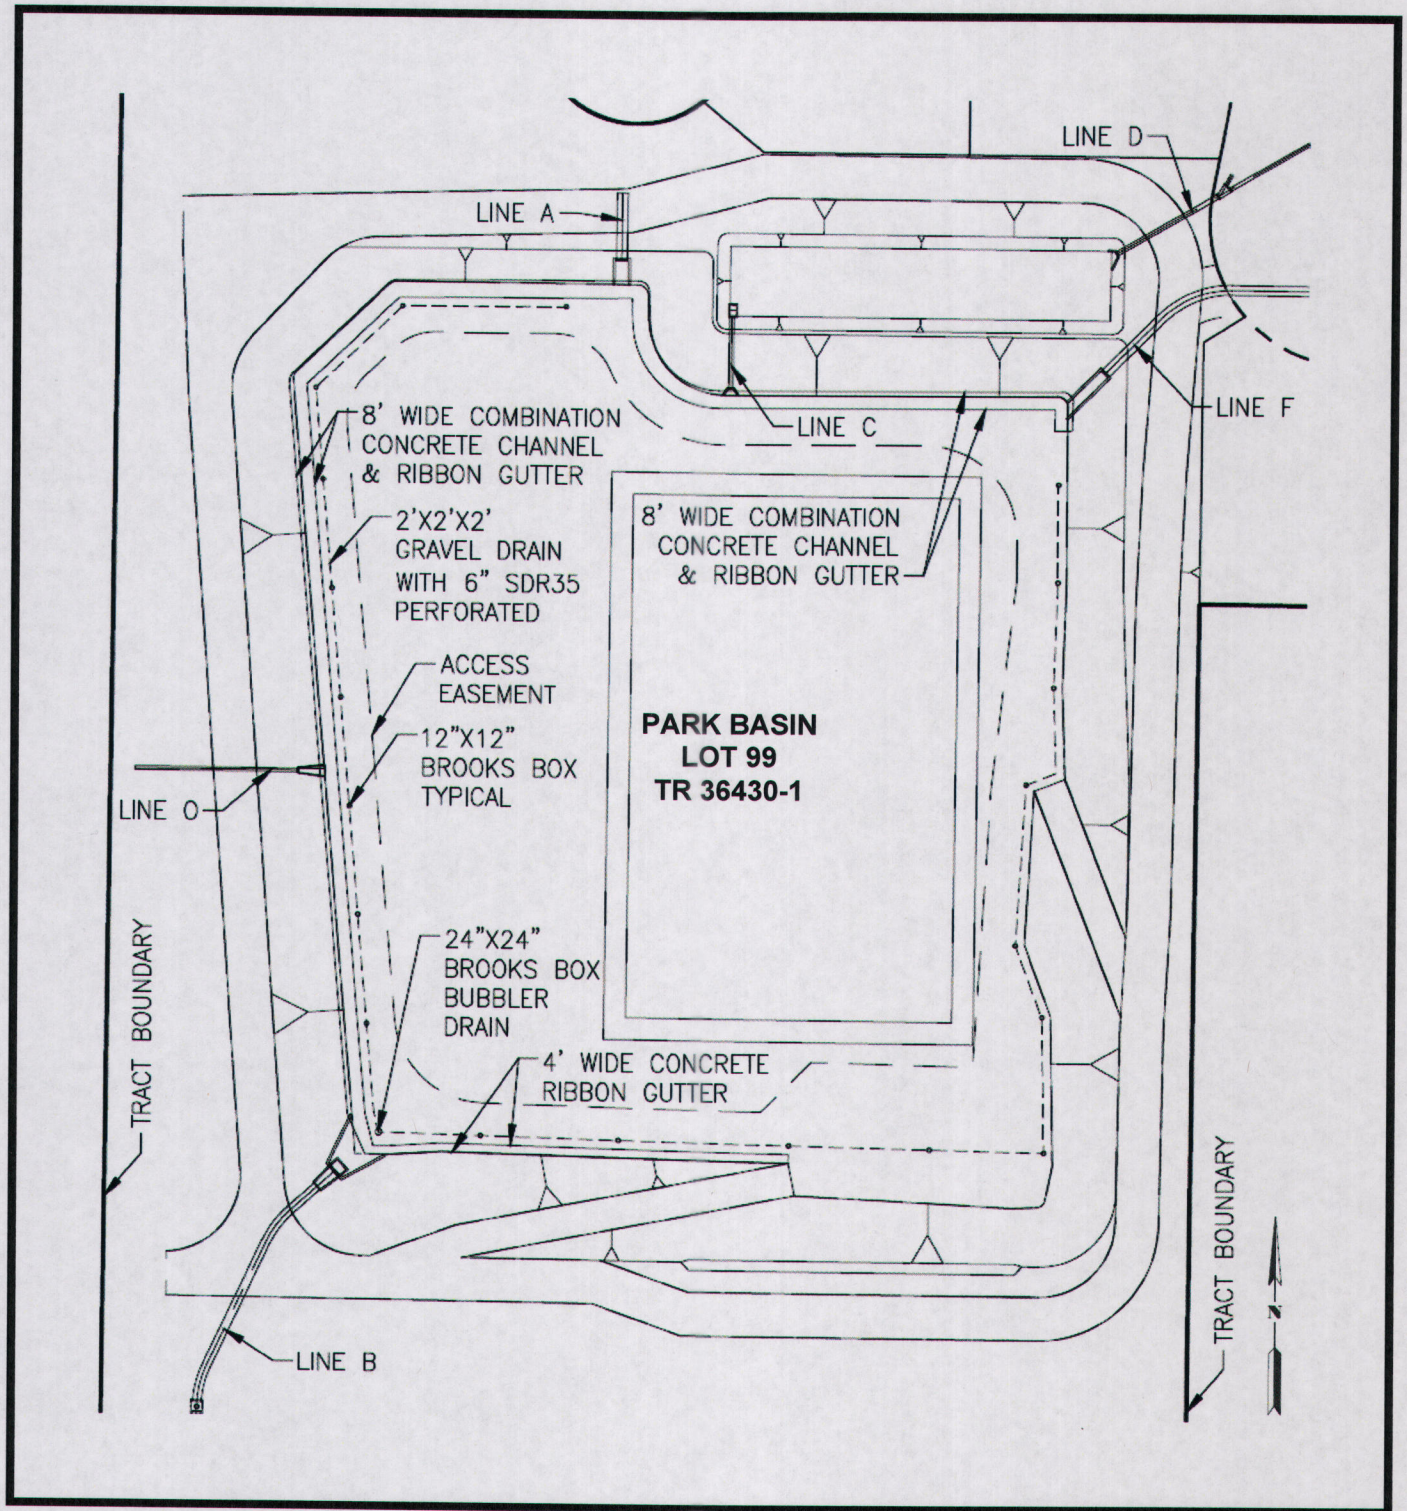 LINE D
LINE A
LINE F
LINE C
8' WIDE COMBINATION
CONCRETE CHANNEL
& RIBBON GUTTER
2'X2'X2'
GRAVEL DRAIN
WITH 6" SDR35
PERFORATED
8' WIDE COMBINATION
CONCRETE CHANNEL
& RIBBON GUTTER
ACCESS
EASEMENT
PARK BASIN
LOT 99
TR 36430-1
12"X12"
BROOKS BOX
TYPICAL
LINE O
24"X24"
BROOKS BOX
BUBBLER
DRAIN
TRACT BOUNDARY
4' WIDE CONCRETE
RIBBON GUTTER
TRACT BOUNDARY
N
LINE B